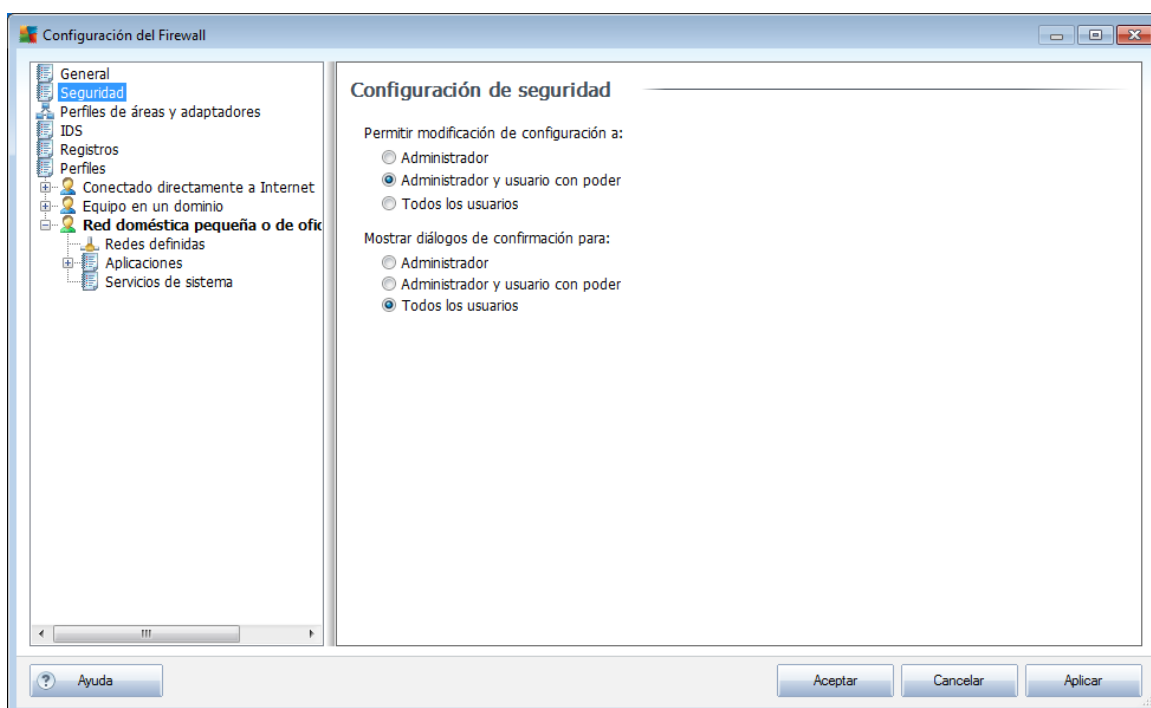 Configuración del Firewall
General
Seguridad
Perfiles de áreas y adaptadores
IDS
Registros
Perfiles
Conectado directamente a Internet
Equipo en un dominio
Red doméstica pequeña o de ofic
Redes definidas
Aplicaciones
Servicios de sistema
Configuración de seguridad
Permitir modificación de configuración a:
Administrador
Administrador y usuario con poder
Todos los usuarios
Mostrar diálogos de confirmación para:
Administrador
Administrador y usuario con poder
Todos los usuarios
? Ayuda
Aceptar
Cancelar
Aplicar